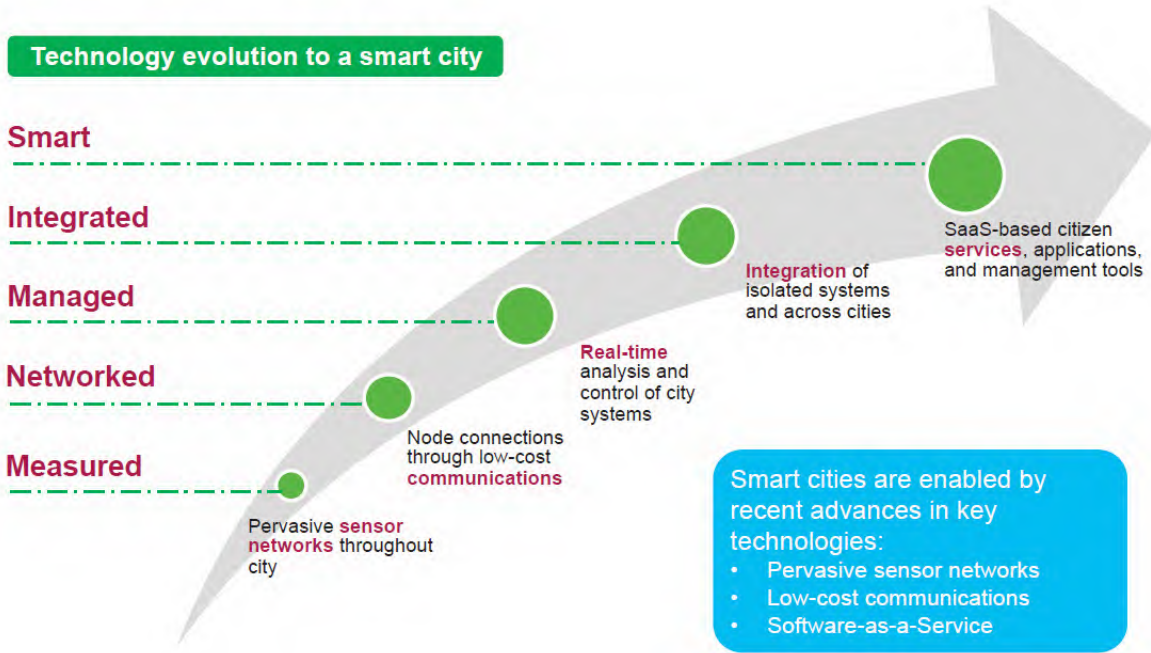 Technology evolution to a smart city
Smart
SaaS-based citizen
services, applications,
and management tools
Integrated
Integration of
isolated systems
and across cities
Managed
Real-time
analysis and
control of city
systems
Networked
Node connections
through low-cost
communications
Measured
Pervasive sensor
networks throughout
city
Smart cities are enabled by
recent advances in key
technologies:
• Pervasive sensor networks
• Low-cost communications
• Software-as-a-Service